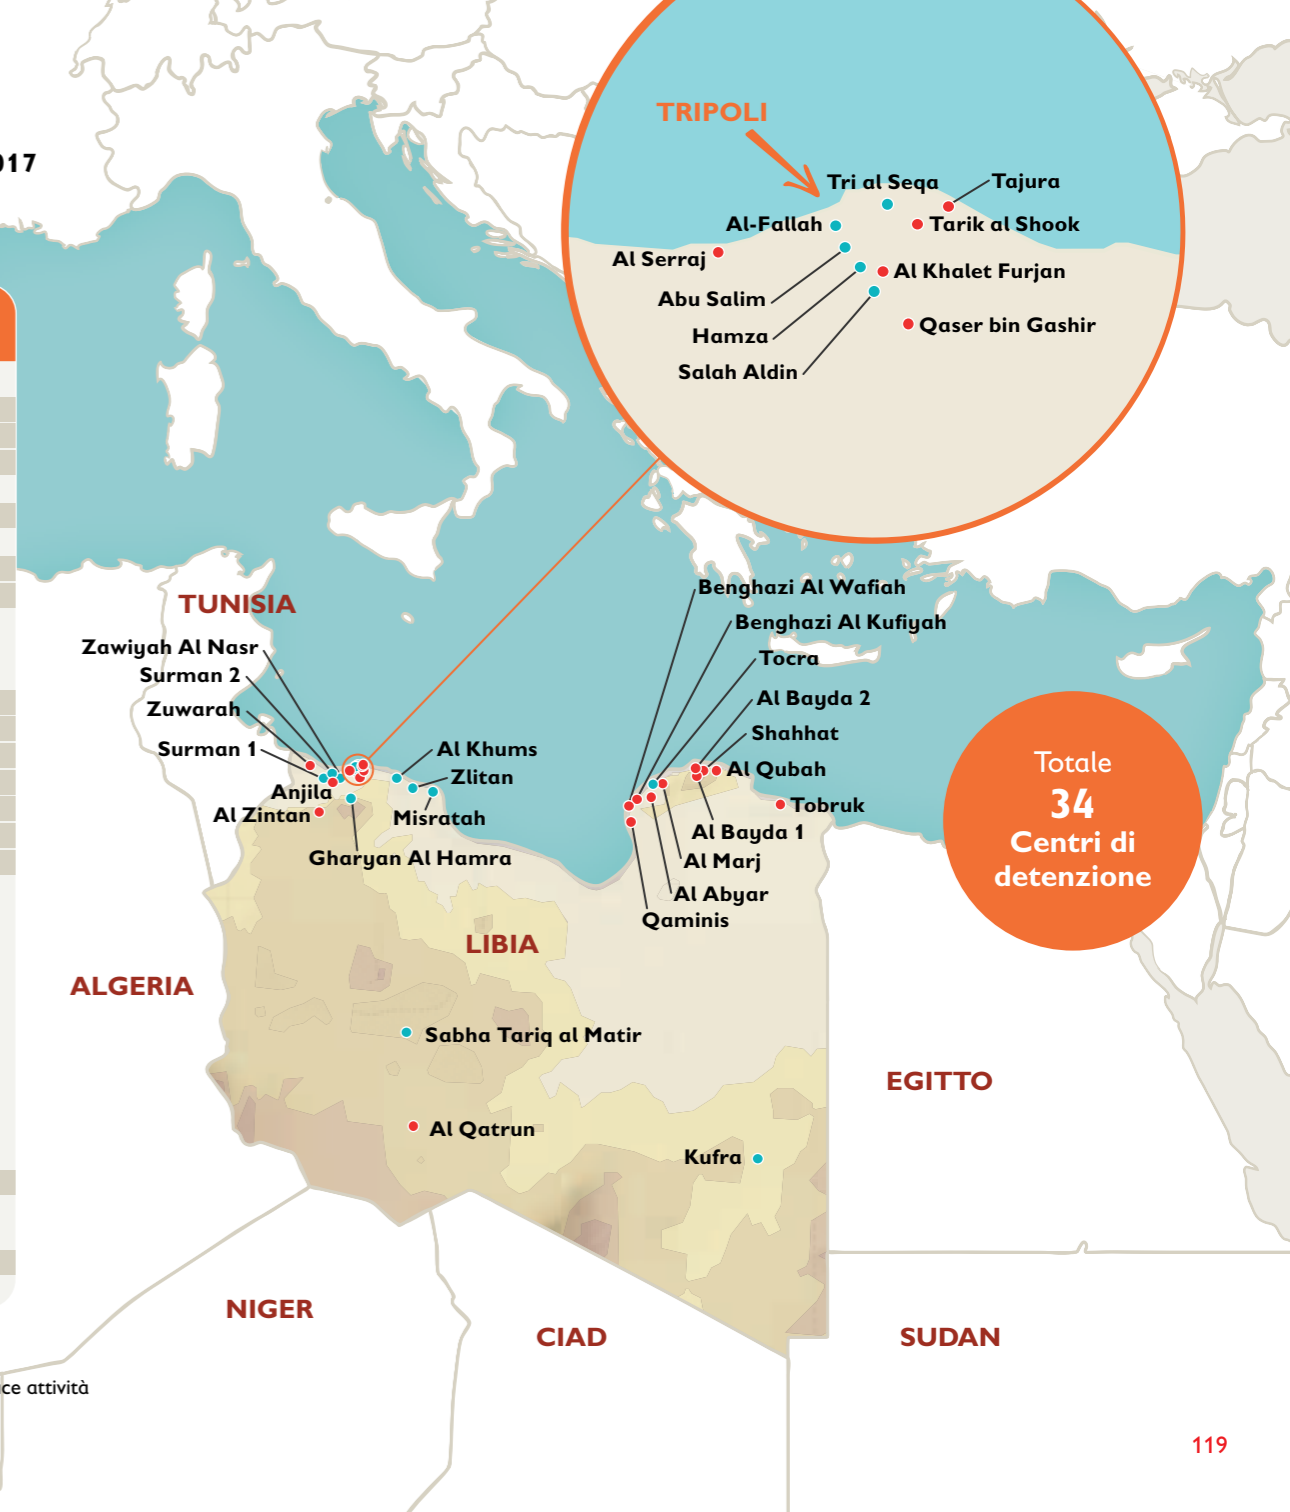 017
TRIPOLI
Tri al Seqa
Tajura
Al-Fallah
Tarik al Shook
Al Serraj
Al Khalet Furjan
Abu Salim
Qaser bin Gashir
Hamza
Salah Aldin
Benghazi Al Wafiah
TUNISIA
Benghazi Al Kufiyah
Zawiyah Al Nasr
Tocra
Surman 2
Al Bayda 2
Zuwarah
Shahhat
Surman 1
Al Khums
Al Qubah
Zlitan
Anjila
Tobruk
Al Zintan
Misratah
Al Bayda 1
Gharyan Al Hamra
Al Marj
Al Abyar
Qaminis
Totale
34
Centri di
detenzione
LIBIA
ALGERIA
Sabha Tariq al Matir
EGITTO
Al Qatrun
Kufra
NIGER
CIAD
SUDAN
ce attività
119